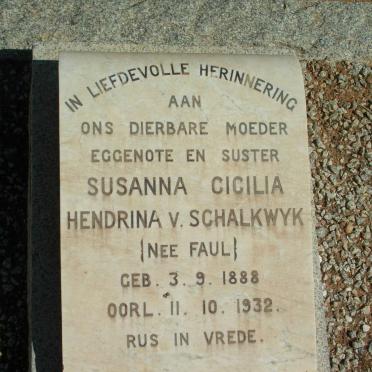 IN LIEFDEVOLLE HERINNERING
AAN
ONS DIERBARE MOEDER
EGGENOTE EN SUSTER
SUSANNA CICILIA
HENDRINA V. SCHALKWYK
(NEE FAUL)
GEB. 3. 9. 1888
OORL. 11. 10. 1932.
RUS IN VREDE.